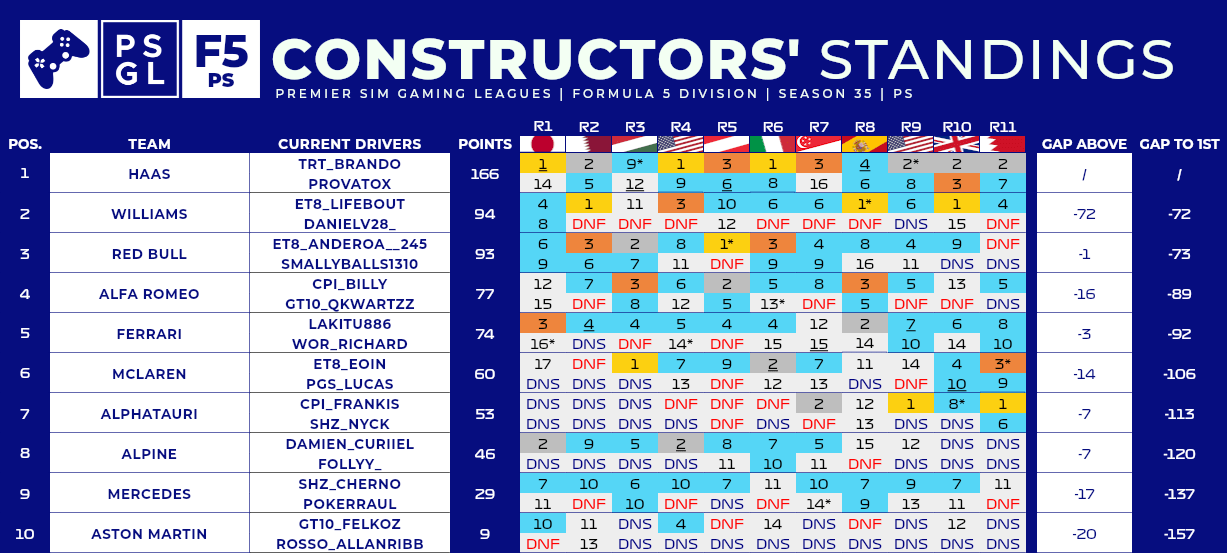 PS GL
F5 PS
CONSTRUCTORS' STANDINGS
PREMIER SIM GAMING LEAGUES | FORMULA 5 DIVISION | SEASON 35 | PS
R1 R2 R3 R4 R5 R6 R7 R8 R9 R10 R11
POS. TEAM CURRENT DRIVERS POINTS GAP ABOVE GAP TO 1ST
1 HAAS 166 / /
TRT_BRANDO 1 2 9* 1 3 1 3 4 2* 2 2
PROVATOX 14 5 12 9 6 8 16 6 8 3 7
2 WILLIAMS 94 -72 -72
ET8_LIFEBOUT 4 1 11 3 10 6 6 1* 6 1 4
DANIELV28_ 8 DNF DNF DNF 12 DNF DNF DNF DNS 15 DNF
3 RED BULL 93 -1 -73
ET8_ANDEROA__245 6 3 2 8 1* 3 4 8 4 9 DNF
SMALLYBALLS1310 9 6 7 11 DNF 9 9 16 11 DNS DNS
4 ALFA ROMEO 77 -16 -89
CPI_BILLY 12 7 3 6 2 5 8 3 5 13 5
GT10_QKWARTZZ 15 DNF 8 12 5 13* DNF 5 DNF DNF DNS
5 FERRARI 74 -3 -92
LAKITU886 3 4 4 5 4 4 12 2 7 6 8
WOR_RICHARD 16* DNS DNF 14* DNF 15 15 14 10 14 10
6 MCLAREN 60 -14 -106
ET8_EOIN 17 DNF 1 7 9 2 7 11 14 4 3*
PGS_LUCAS DNS DNS DNS 13 DNF 12 13 DNS DNF 10 9
7 ALPHATAURI 53 -7 -113
CPI_FRANKIS DNS DNS DNS DNF DNF DNF 2 12 1 8* 1
SHZ_NYCK DNS DNS DNS DNS DNF DNS DNF 13 DNS DNS 6
8 ALPINE 46 -7 -120
DAMIEN_CURIIEL 2 9 5 2 8 7 5 15 12 DNS DNS
FOLLYY_ DNS DNS DNS DNS 11 10 11 DNF DNS DNS DNS
9 MERCEDES 29 -17 -137
SHZ_CHERNO 7 10 6 10 7 11 10 7 9 7 11
POKERRAUL 11 DNF 10 DNF DNS DNF 14* 9 13 11 DNF
10 ASTON MARTIN 9 -20 -157
GT10_FELKOZ 10 11 DNS 4 DNF 14 DNS DNF DNS 12 DNS
ROSSO_ALLANRIBB DNF 13 DNS DNS DNS DNS DNS DNS DNS DNS DNS